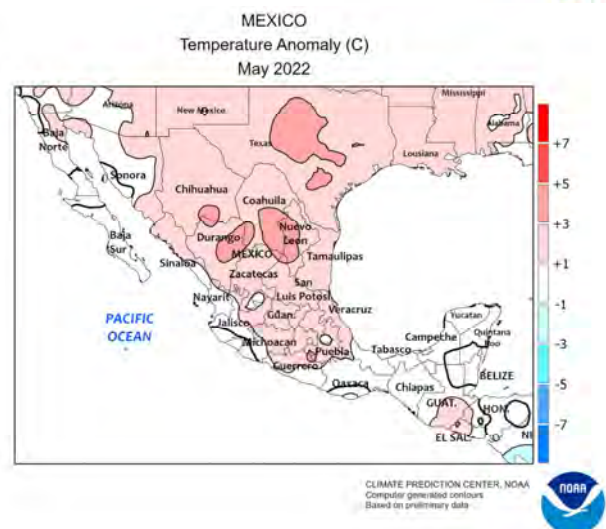 MEXICO
Temperature Anomaly (C)
May 2022
Mississippi
Arizona
New Mexico
Alabama
Baja
Norte
Texas
Lousiana
Sonora
Chihuahua
Coahuila
Baja
Sur
Durango
Nuevo
Leon
MEXICO
Tamaulipas
Sinaloa
Zacatecas
San
Luis Potosi
Nayarit
Guan.
Veracruz
Yucatan
PACIFIC
OCEAN
Jalisco
Quintana
Roo
Campeche
Michoacan
Puebla
Tabasco
Guerrero
BELIZE
Oaxaca
Chiapas
GUAT.
HON.
EL SAL.
NI
+7
+5
+3
+1
-1
-3
-5
-7
CLIMATE PREDICTION CENTER, NOAA
Computer generated contours
Based on preliminary data
NOAA